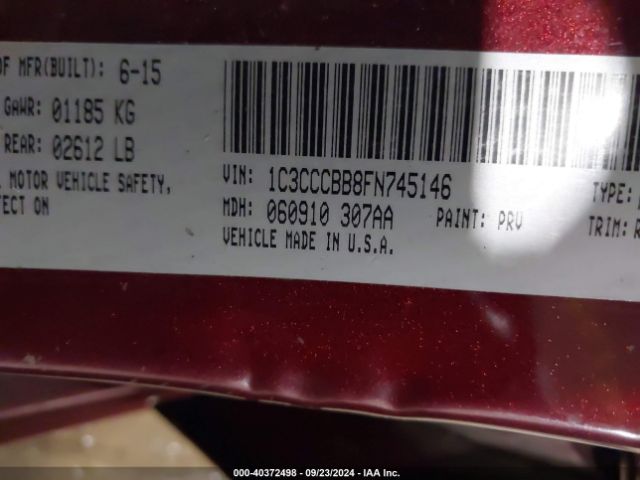 OF MFR(BUILT): 6-15
GAWR: 01185 KG
REAR: 02612 LB
MOTOR VEHICLE SAFETY,
ON
VIN: 1C3CCCBB8FN745146
TYPE:
MDH: 060910 307AA PAINT: PRV
TRIM:
VEHICLE MADE IN U.S.A.
000-40372498 - 09/23/2024 - IAA Inc.